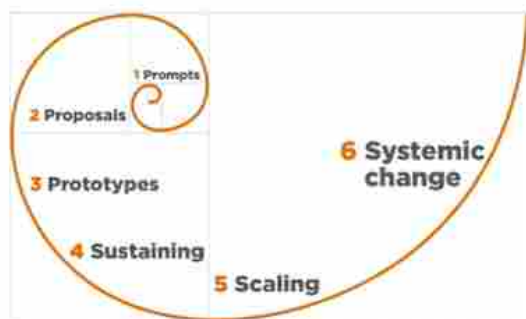 1 Prompts
2 Proposals
3 Prototypes
4 Sustaining
5 Scaling
6 Systemic
change